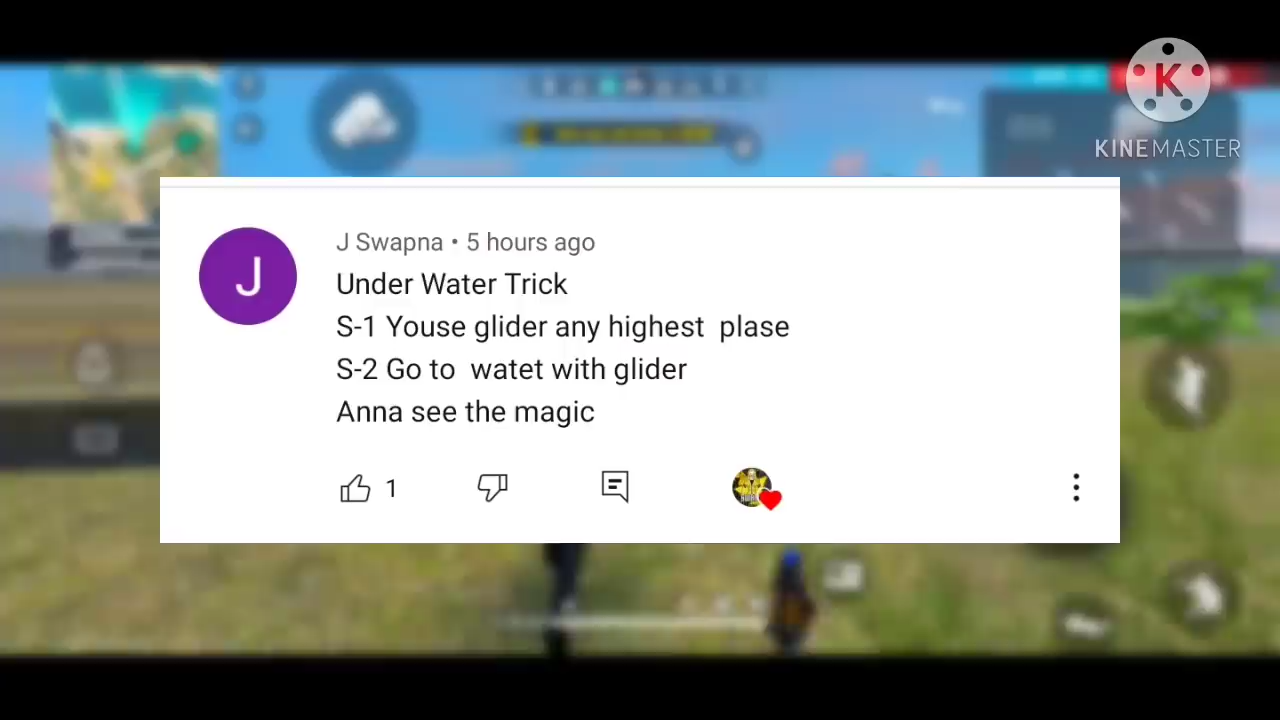 KINEMASTER
J
J Swapna • 5 hours ago
Under Water Trick
S-1 Youse glider any highest  plase
S-2 Go to  watet with glider
Anna see the magic
1